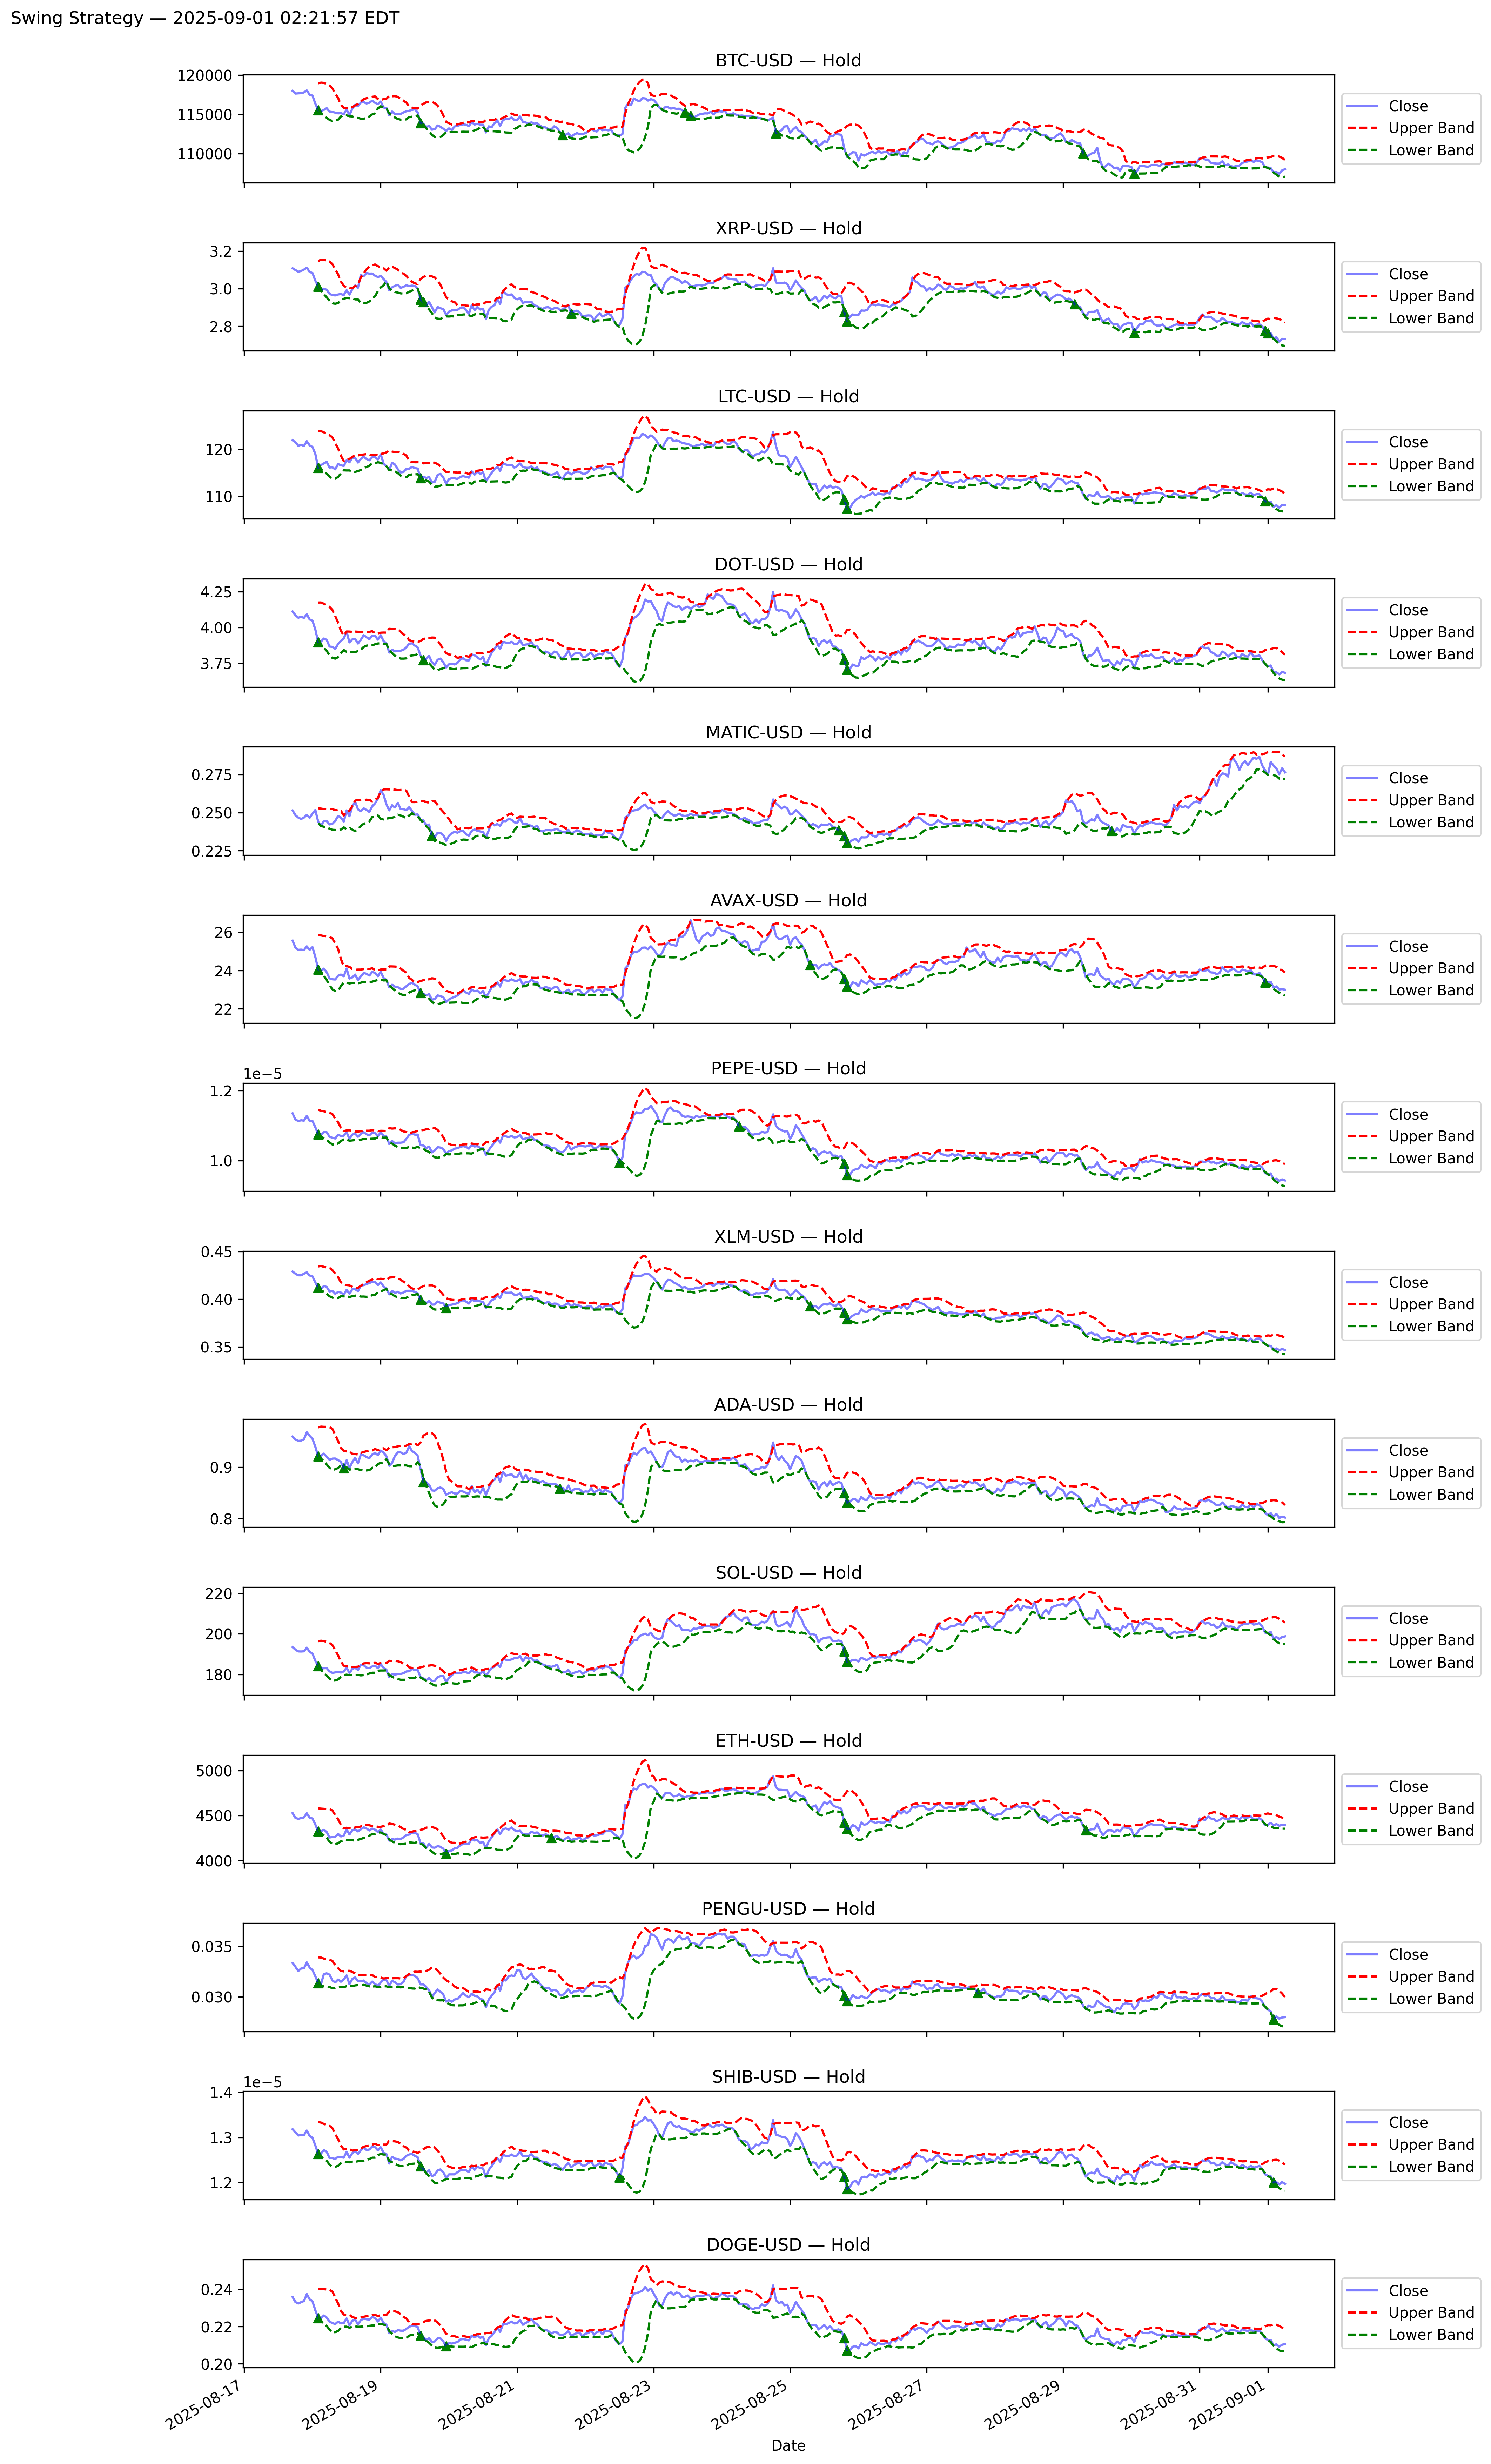 Swing Strategy — 2025-09-01 02:21:57 EDT
BTC-USD — Hold
120000
115000
110000
Close
Upper Band
Lower Band
XRP-USD — Hold
3.2
3.0
2.8
Close
Upper Band
Lower Band
LTC-USD — Hold
120
110
Close
Upper Band
Lower Band
DOT-USD — Hold
4.25
4.00
3.75
Close
Upper Band
Lower Band
MATIC-USD — Hold
0.275
0.250
0.225
Close
Upper Band
Lower Band
AVAX-USD — Hold
26
24
22
Close
Upper Band
Lower Band
PEPE-USD — Hold
1e−5
1.2
1.0
Close
Upper Band
Lower Band
XLM-USD — Hold
0.45
0.40
0.35
Close
Upper Band
Lower Band
ADA-USD — Hold
0.9
0.8
Close
Upper Band
Lower Band
SOL-USD — Hold
220
200
180
Close
Upper Band
Lower Band
ETH-USD — Hold
5000
4500
4000
Close
Upper Band
Lower Band
PENGU-USD — Hold
0.035
0.030
Close
Upper Band
Lower Band
SHIB-USD — Hold
1e−5
1.4
1.3
1.2
Close
Upper Band
Lower Band
DOGE-USD — Hold
0.24
0.22
0.20
Close
Upper Band
Lower Band
2025-08-17
2025-08-19
2025-08-21
2025-08-23
2025-08-25
2025-08-27
2025-08-29
2025-08-31
2025-09-01
Date